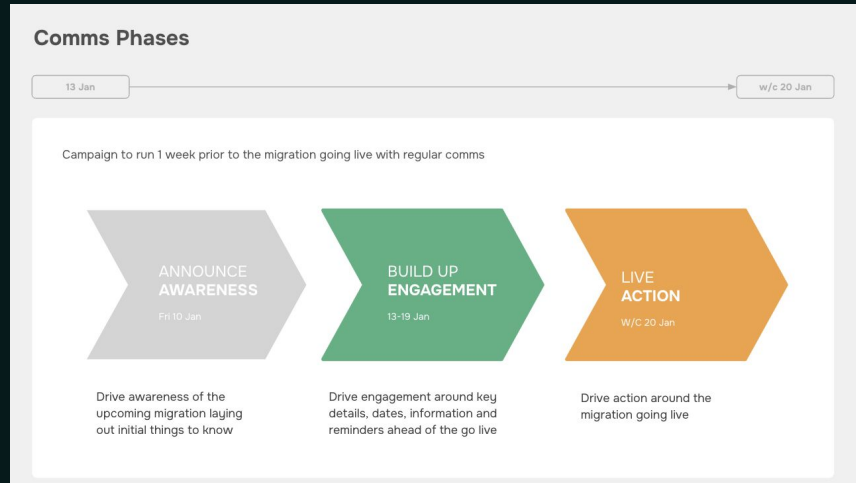 Comms Phases
13 Jan
w/c 20 Jan
Campaign to run 1 week prior to the migration going live with regular comms
ANNOUNCE
AWARENESS
Fri 10 Jan
BUILD UP
ENGAGEMENT
13-19 Jan
LIVE
ACTION
W/C 20 Jan
Drive awareness of the
upcoming migration laying
out initial things to know
Drive engagement around key
details, dates, information and
reminders ahead of the go live
Drive action around the
migration going live